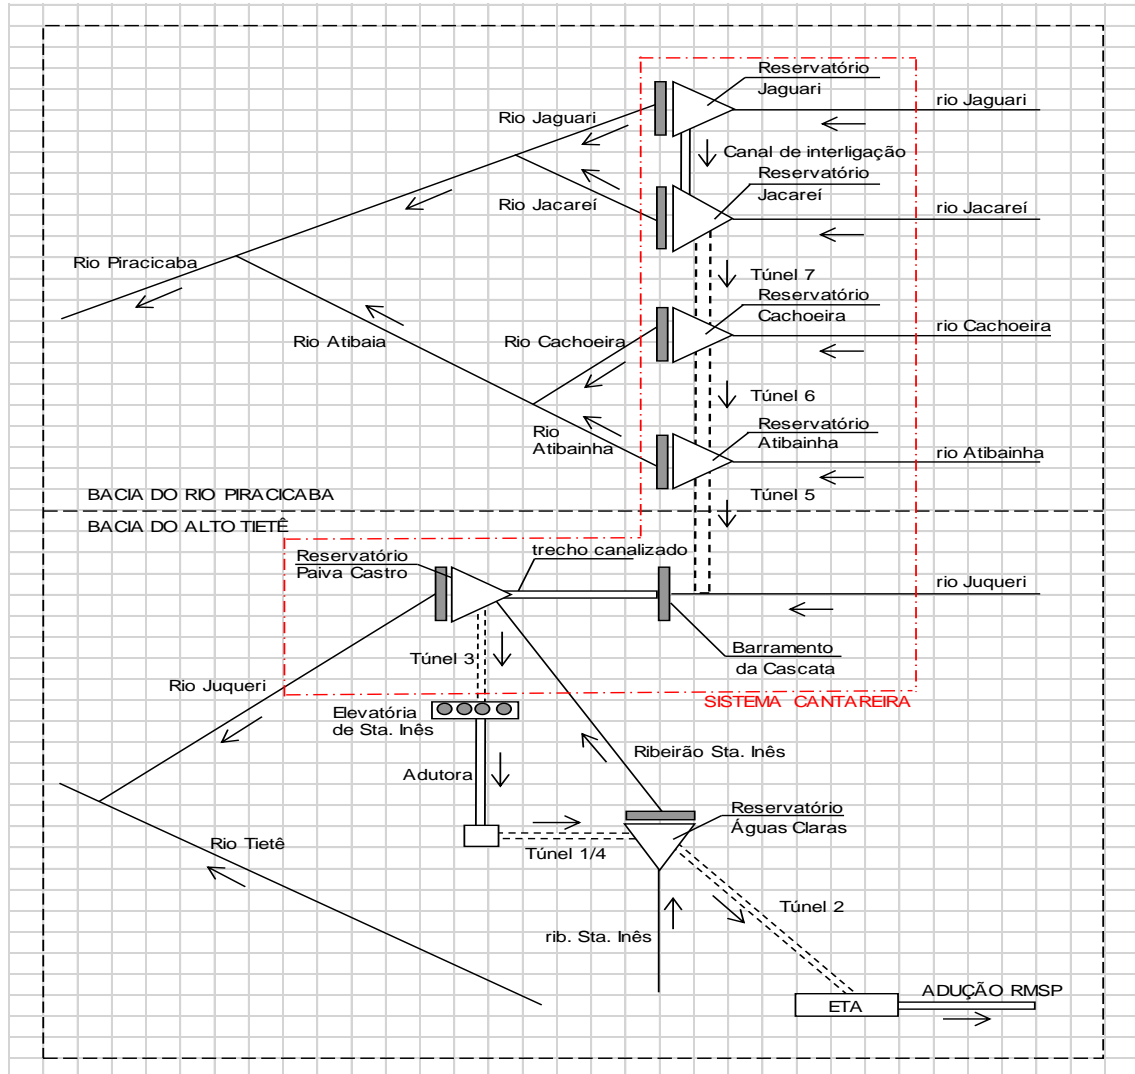 Reservatório
Jaguari
rio Jaguari
Rio Jaguari
Canal de interligação
Reservatório
Jacareí
Rio Jacareí
rio Jacareí
Rio Piracicaba
Túnel 7
Reservatório
Cachoeira
rio Cachoeira
Rio Atibaia
Rio Cachoeira
Túnel 6
Reservatório
Atibainha
Rio
Atibainha
rio Atibainha
BACIA DO RIO PIRACICABA
Túnel 5
BACIA DO ALTO TIETÊ
Reservatório
Paiva Castro
trecho canalizado
rio Juqueri
Túnel 3
Barramento
da Cascata
Rio Juqueri
SISTEMA CANTAREIRA
Elevatória
de Sta. Inês
Ribeirão Sta. Inês
Adutora
Reservatório
Águas Claras
Rio Tietê
Túnel 1/4
Túnel 2
rib. Sta. Inês
ADUÇÃO RMSP
ETA